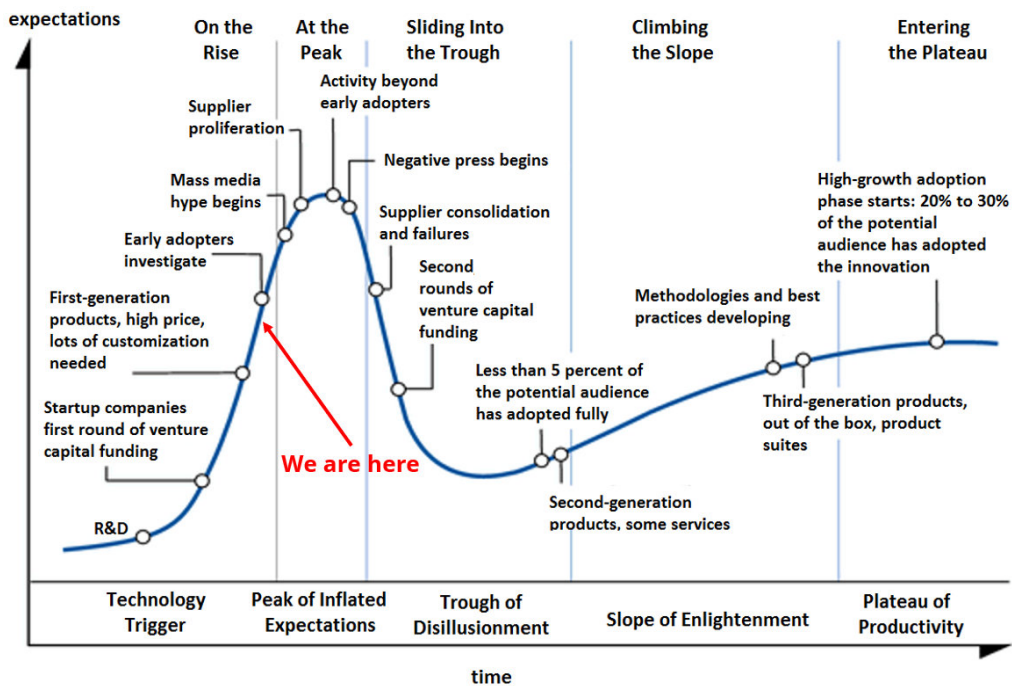 expectations
On the
Rise
At the
Peak
Sliding Into
the Trough
Climbing
the Slope
Entering
the Plateau
Activity beyond
early adopters
Supplier
proliferation
Negative press begins
Mass media
hype begins
High-growth adoption
phase starts: 20% to 30%
of the potential
audience has adopted
the innovation
Supplier consolidation
and failures
Early adopters
investigate
Second
rounds of
venture capital
funding
First-generation
products, high price,
lots of customization
needed
Methodologies and best
practices developing
Less than 5 percent of
the potential audience
has adopted fully
Third-generation products,
out of the box, product
suites
Startup companies
first round of venture
capital funding
We are here
Second-generation
products, some services
R&D
Technology
Trigger
Peak of Inflated
Expectations
Trough of
Disillusionment
Slope of Enlightenment
Plateau of
Productivity
time